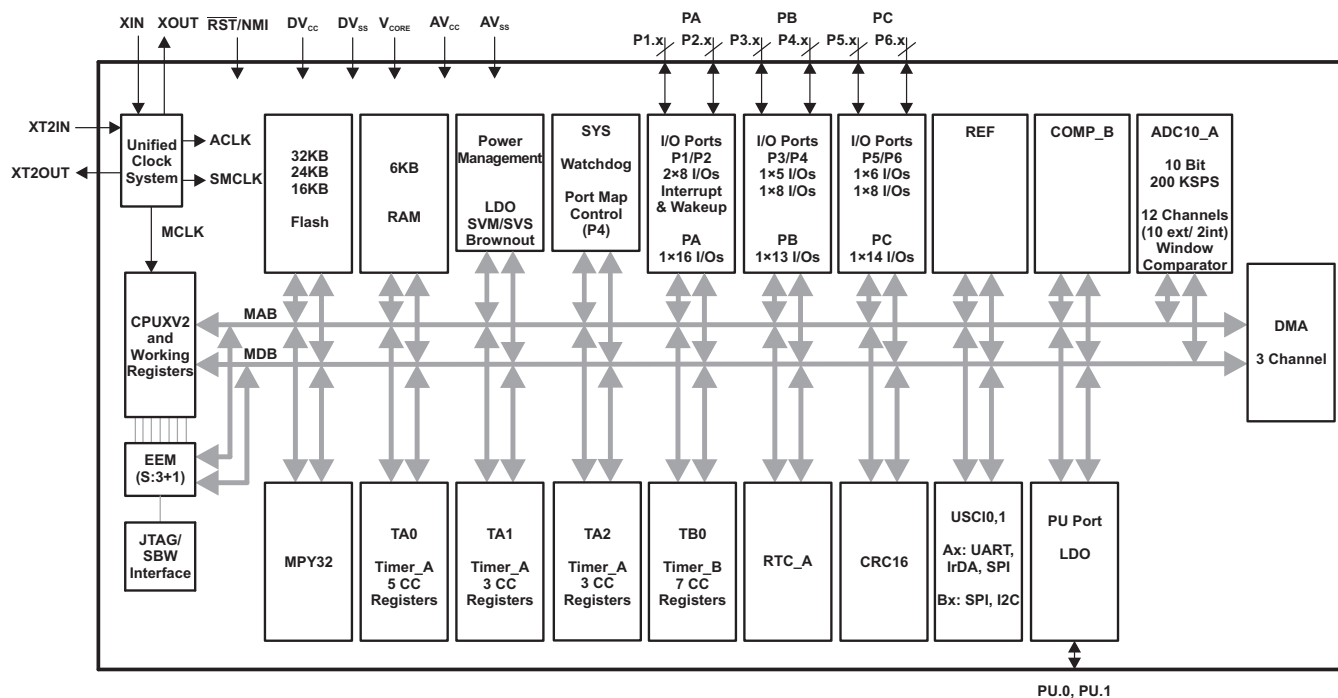 XIN XOUT RST/NMI DVCC DVSS VCORE AVCC AVSS PA PB PC
P1.x P2.x P3.x P4.x P5.x P6.x
XT2IN
XT2OUT
Unified
Clock
System
ACLK
SMCLK
MCLK
32KB
24KB
16KB
Flash
6KB
RAM
Power
Management
LDO
SVM/SVS
Brownout
SYS
Watchdog
Port Map
Control
(P4)
I/O Ports
P1/P2
2×8 I/Os
Interrupt
& Wakeup
PA
1×16 I/Os
I/O Ports
P3/P4
1×5 I/Os
1×8 I/Os
PB
1×13 I/Os
I/O Ports
P5/P6
1×6 I/Os
1×8 I/Os
PC
1×14 I/Os
REF
COMP_B
ADC10_A
10 Bit
200 KSPS
12 Channels
(10 ext/ 2int)
Window
Comparator
CPUXV2
and
Working
Registers
MAB
MDB
DMA
3 Channel
EEM
(S:3+1)
JTAG/
SBW
Interface
MPY32
TA0
Timer_A
5 CC
Registers
TA1
Timer_A
3 CC
Registers
TA2
Timer_A
3 CC
Registers
TB0
Timer_B
7 CC
Registers
RTC_A
CRC16
USCI0,1
Ax: UART,
IrDA, SPI
Bx: SPI, I2C
PU Port
LDO
PU.0, PU.1